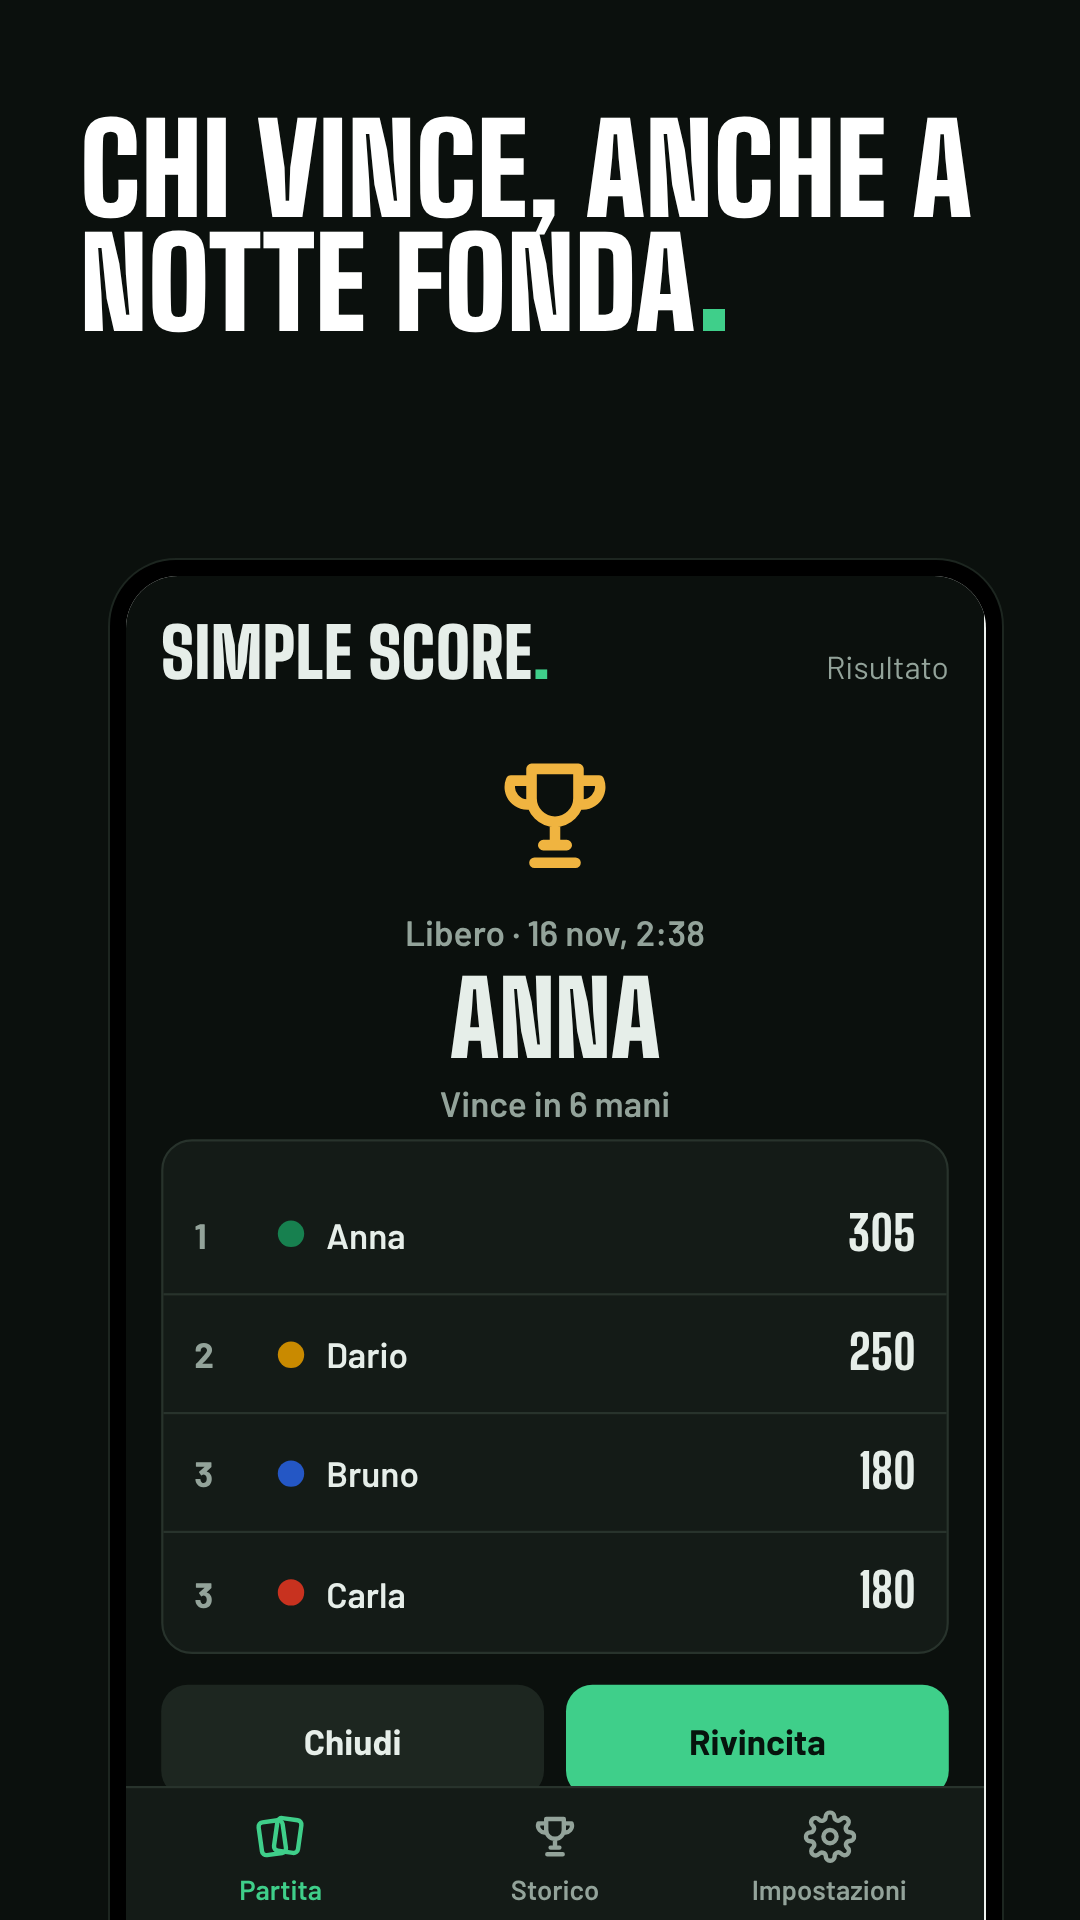 CHI VINCE, ANCHE A
NOTTE FONDA.
SIMPLE SCORE.
Risultato
Libero · 16 nov, 2:38
ANNA
Vince in 6 mani
1 Anna 305
2 Dario 250
3 Bruno 180
3 Carla 180
Chiudi Rivincita
Partita Storico Impostazioni